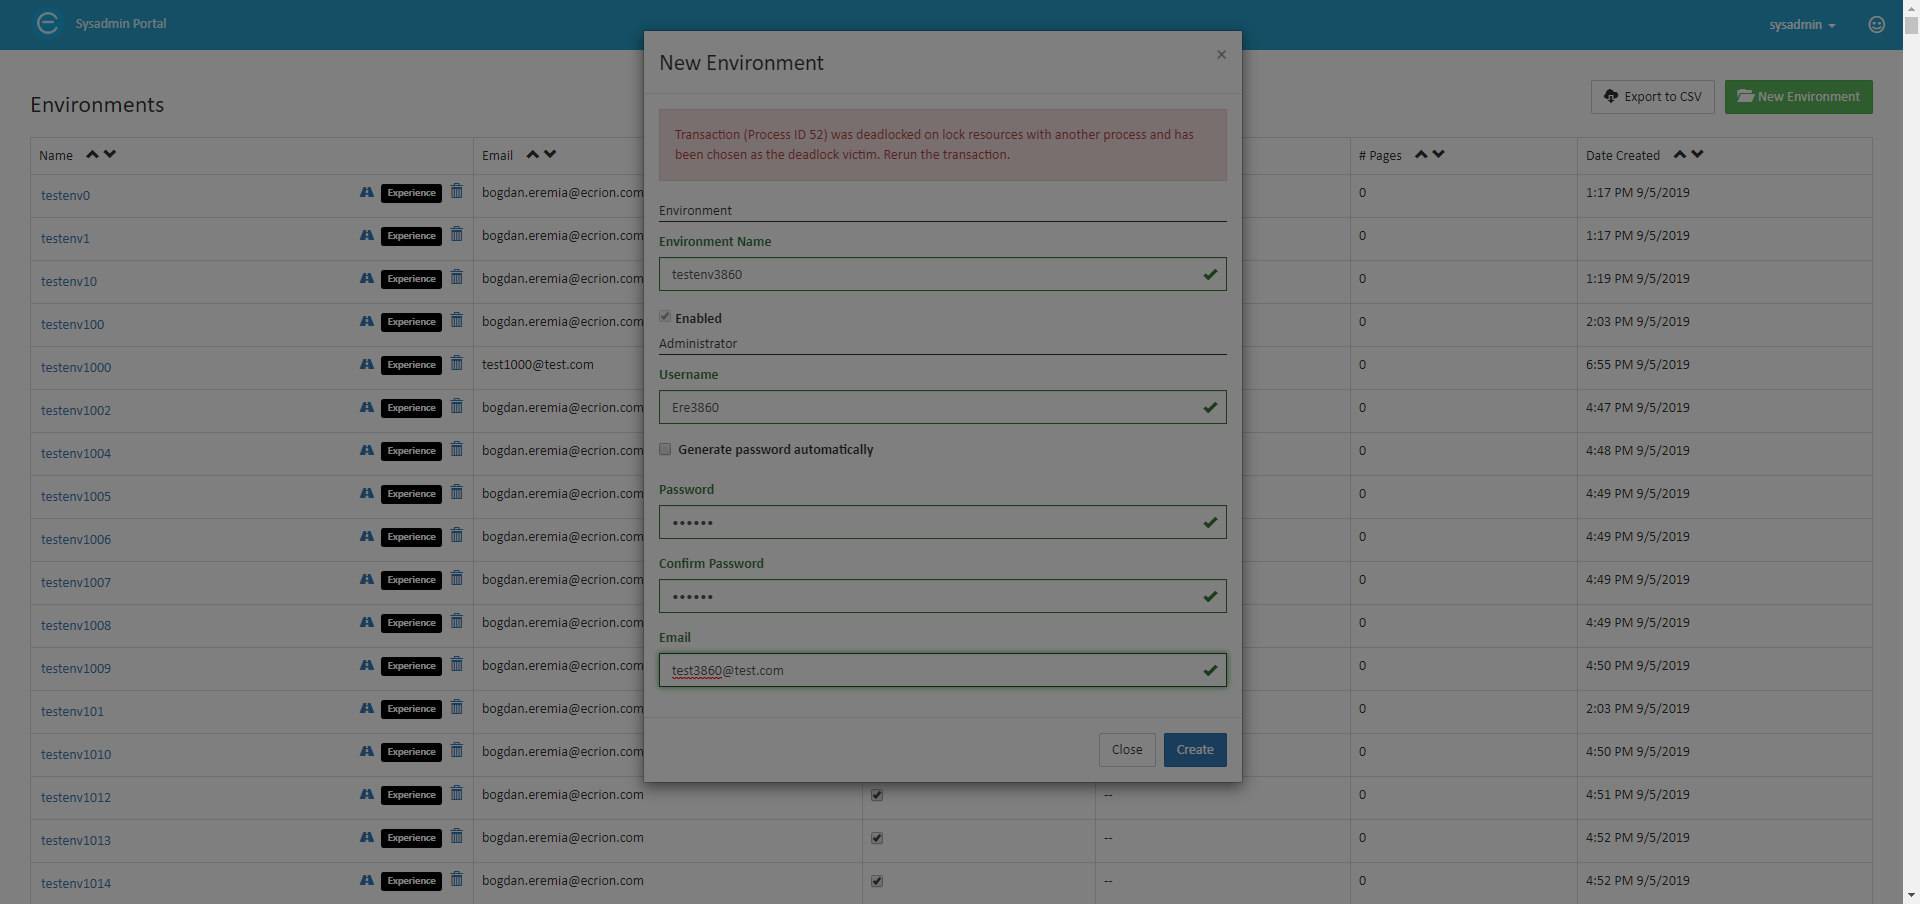 Sysadmin Portal
sysadmin
New Environment
×
Environments
Export to CSV
New Environment
Transaction (Process ID 52) was deadlocked on lock resources with another process and has
been chosen as the deadlock victim. Rerun the transaction.
Environment
Environment Name
testenv3860
Enabled
Administrator
Username
Ere3860
Generate password automatically
Password
••••••
Confirm Password
••••••
Email
test3860@test.com
Close
Create
Name Email # Pages Date Created
testenv0 Experience bogdan.eremia@ecrion.com 0 1:17 PM 9/5/2019
testenv1 Experience bogdan.eremia@ecrion.com 0 1:17 PM 9/5/2019
testenv10 Experience bogdan.eremia@ecrion.com 0 1:19 PM 9/5/2019
testenv100 Experience bogdan.eremia@ecrion.com 0 2:03 PM 9/5/2019
testenv1000 Experience test1000@test.com 0 6:55 PM 9/5/2019
testenv1002 Experience bogdan.eremia@ecrion.com 0 4:47 PM 9/5/2019
testenv1004 Experience bogdan.eremia@ecrion.com 0 4:48 PM 9/5/2019
testenv1005 Experience bogdan.eremia@ecrion.com 0 4:49 PM 9/5/2019
testenv1006 Experience bogdan.eremia@ecrion.com 0 4:49 PM 9/5/2019
testenv1007 Experience bogdan.eremia@ecrion.com 0 4:49 PM 9/5/2019
testenv1008 Experience bogdan.eremia@ecrion.com 0 4:49 PM 9/5/2019
testenv1009 Experience bogdan.eremia@ecrion.com 0 4:50 PM 9/5/2019
testenv101 Experience bogdan.eremia@ecrion.com 0 2:03 PM 9/5/2019
testenv1010 Experience bogdan.eremia@ecrion.com 0 4:50 PM 9/5/2019
testenv1012 Experience bogdan.eremia@ecrion.com -- 0 4:51 PM 9/5/2019
testenv1013 Experience bogdan.eremia@ecrion.com -- 0 4:52 PM 9/5/2019
testenv1014 Experience bogdan.eremia@ecrion.com -- 0 4:52 PM 9/5/2019